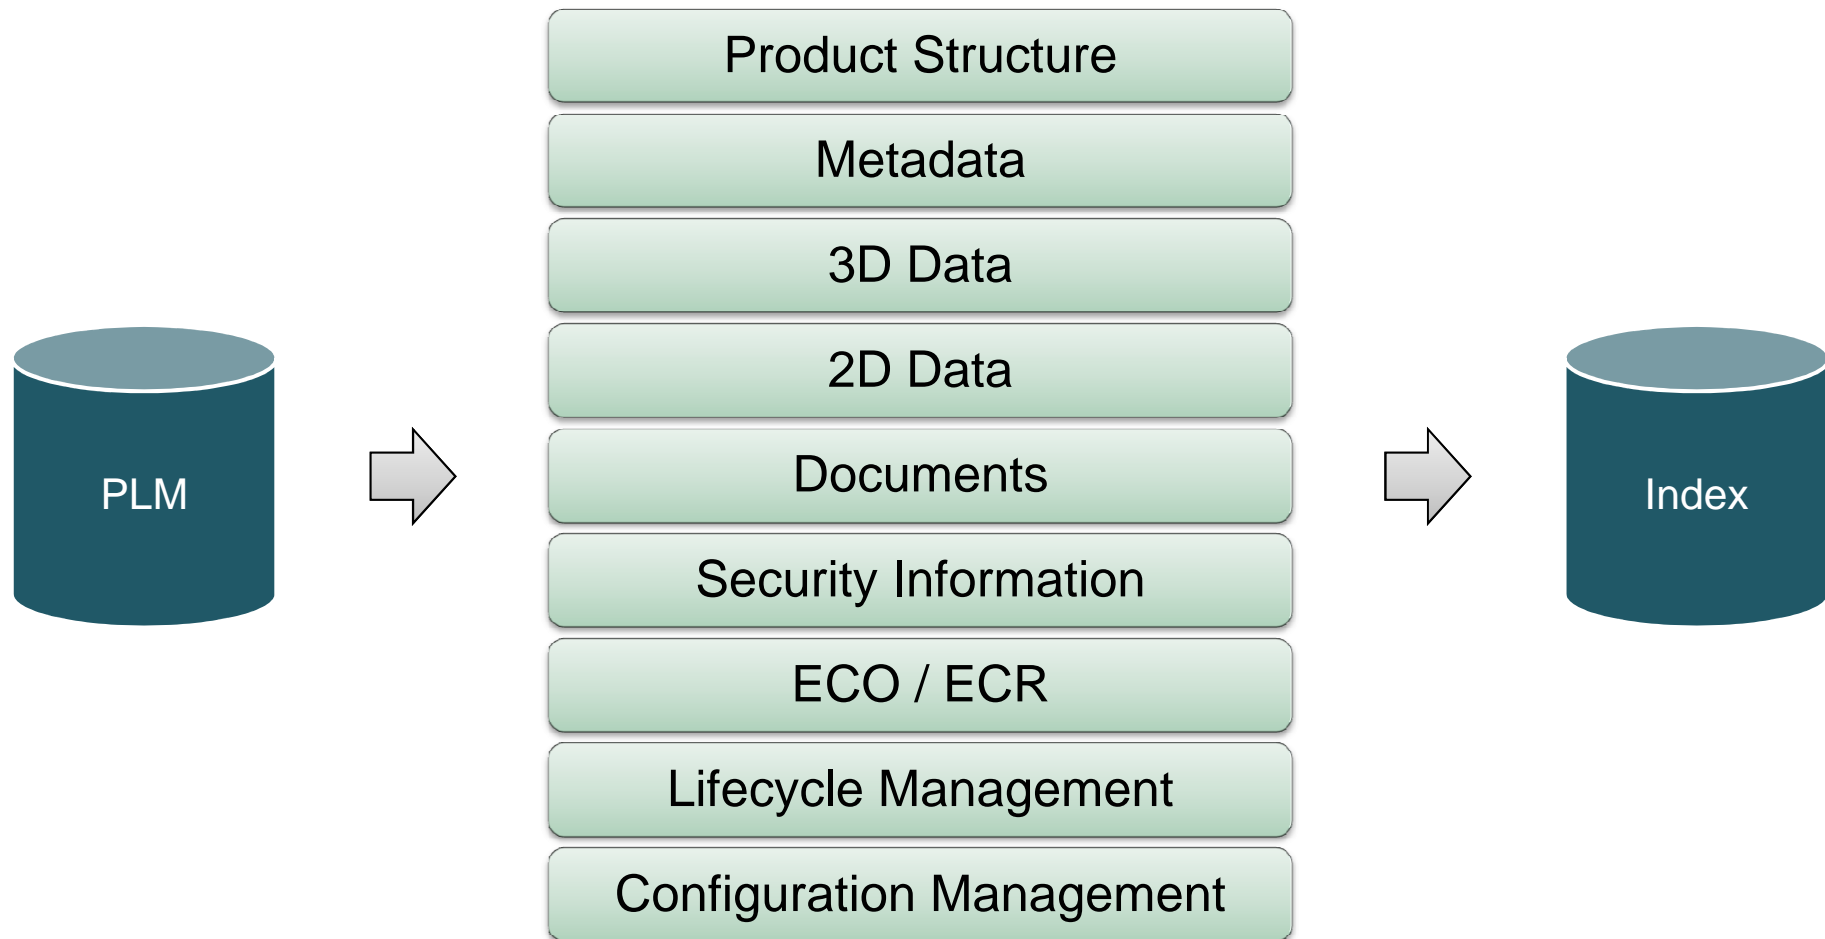 Product Structure
Metadata
3D Data
2D Data
Documents
Security Information
ECO / ECR
Lifecycle Management
Configuration Management
PLM
Index